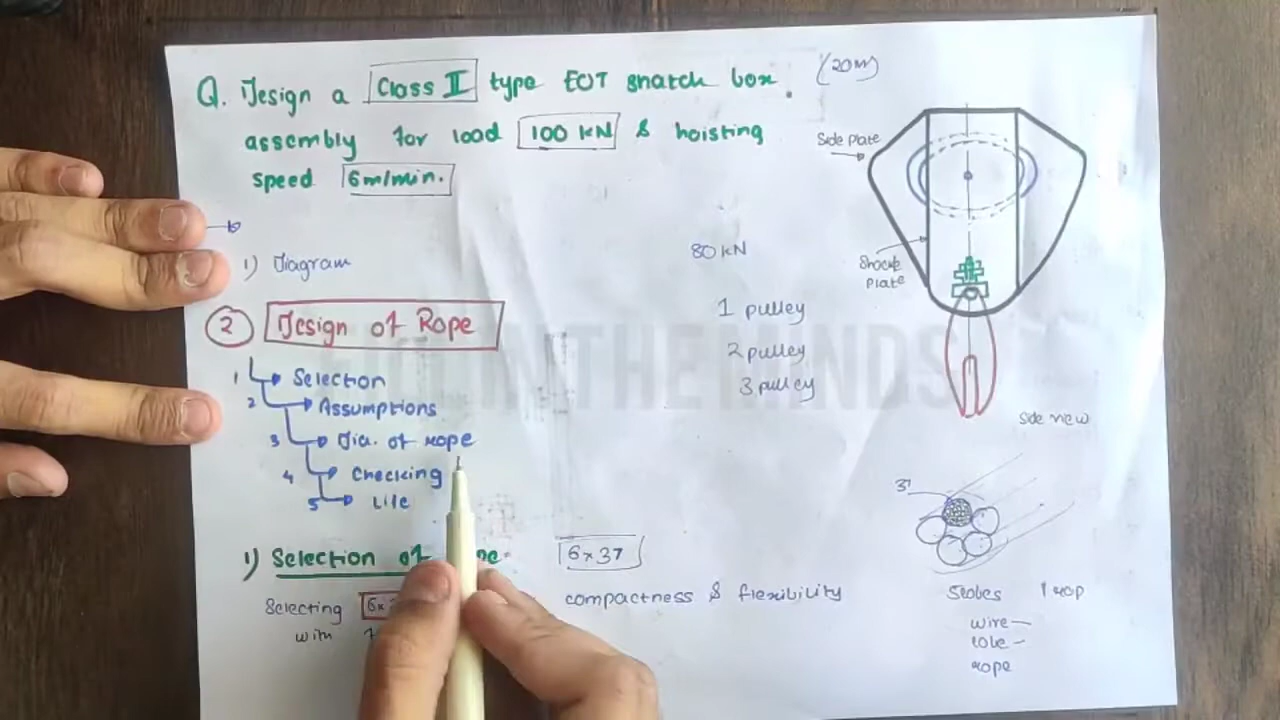 Q. Design a Class II type EOT snatch box. (20M)
assembly for load 100 kN & hoisting
speed 6m/min.
1) Diagram
2 Design of Rope
1 Selection
2 Assumptions
3 Dia. of rope
4 Checking
5 Life
1) Selection of
6x37
Selecting 6x
compactness & flexibility
with
80 kN
1 pulley
2 pulley
3 pulley
Side plate
Shock plate
Side view
37
1 rop
wire
rope